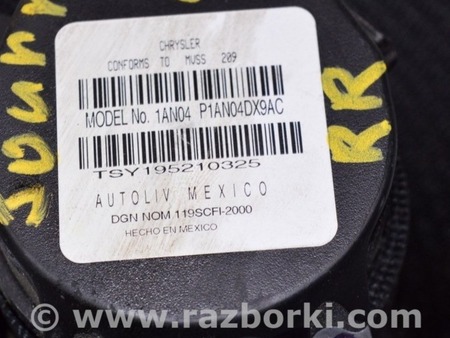 CHRYSLER
CONFORMS TO MVSS 209
MODEL No. 1AN04 P1AN04DX9AC
TSY195210325
AUTOLIV MEXICO
DGN NOM 119SCFI-2000
HECHO EN MEXICO
RR
www.razborki.com